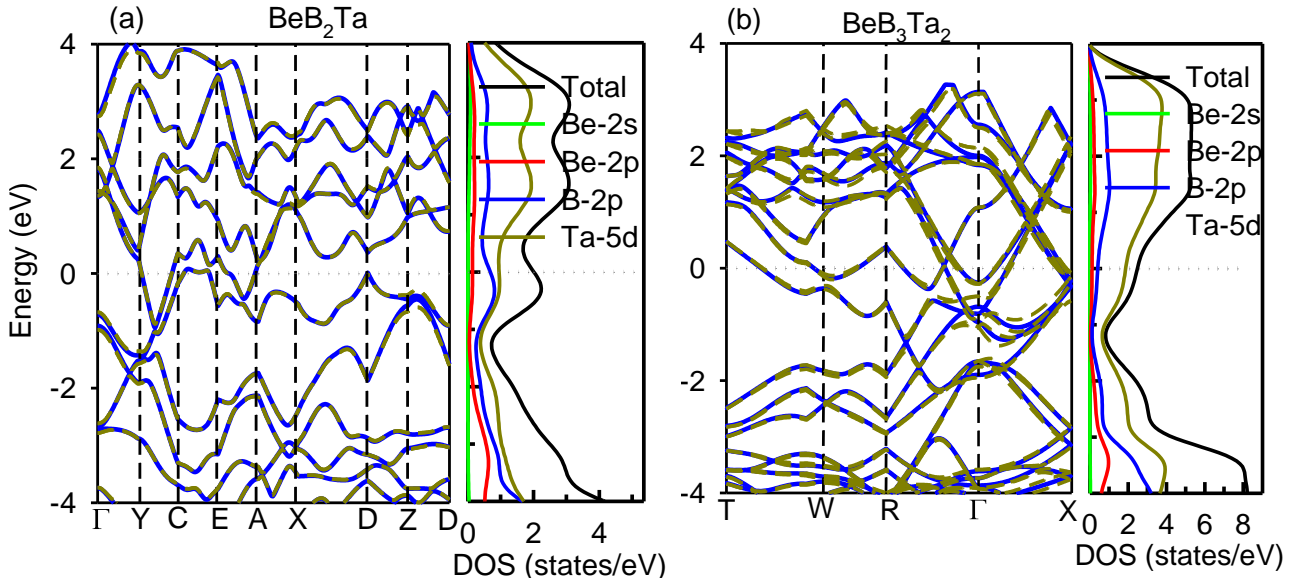 (a) BeB₂Ta
4
2
0
-2
-4
Energy (eV)
Γ Y C E A X D Z D
Total
Be-2s
Be-2p
B-2p
Ta-5d
0 2 4
DOS (states/eV)
(b) BeB₃Ta₂
4
2
0
-2
-4
T W R Γ X
Total
Be-2s
Be-2p
B-2p
Ta-5d
0 2 4 6 8
DOS (states/eV)